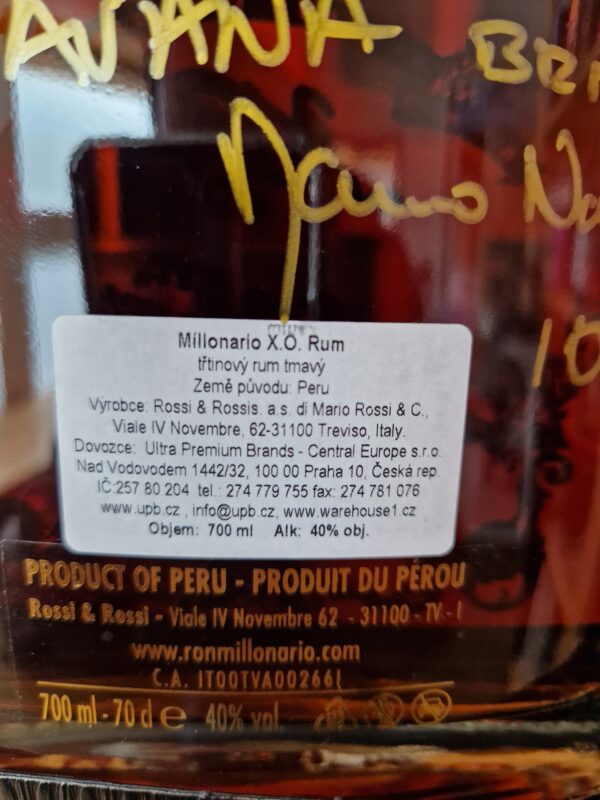 AVANA
Míllonario X.O. Rum
třtinový rum tmavý
Země původu: Peru
Výrobce: Rossi & Rossis. a.s. di Mario Rossi & C.,
Viale IV Novembre, 62-31100 Treviso, Italy.
Dovozce: Ultra Premium Brands - Central Europe s.r.o.
Nad Vodovodem 1442/32, 100 00 Praha 10, Česká rep.
IČ:257 80 204 tel.: 274 779 755 fax: 274 781 076
www.upb.cz , info@upb.cz, www.warehouse1.cz
Objem: 700 ml Alk: 40% obj.
PRODUCT OF PERU - PRODUIT DU PÉROU
Rossi & Rossi - Viale IV Novembre 62 - 31100 - TV - I
www.ronmillonario.com
C.A. IT00TVA00266I
700 ml - 70 cl e 40% vol